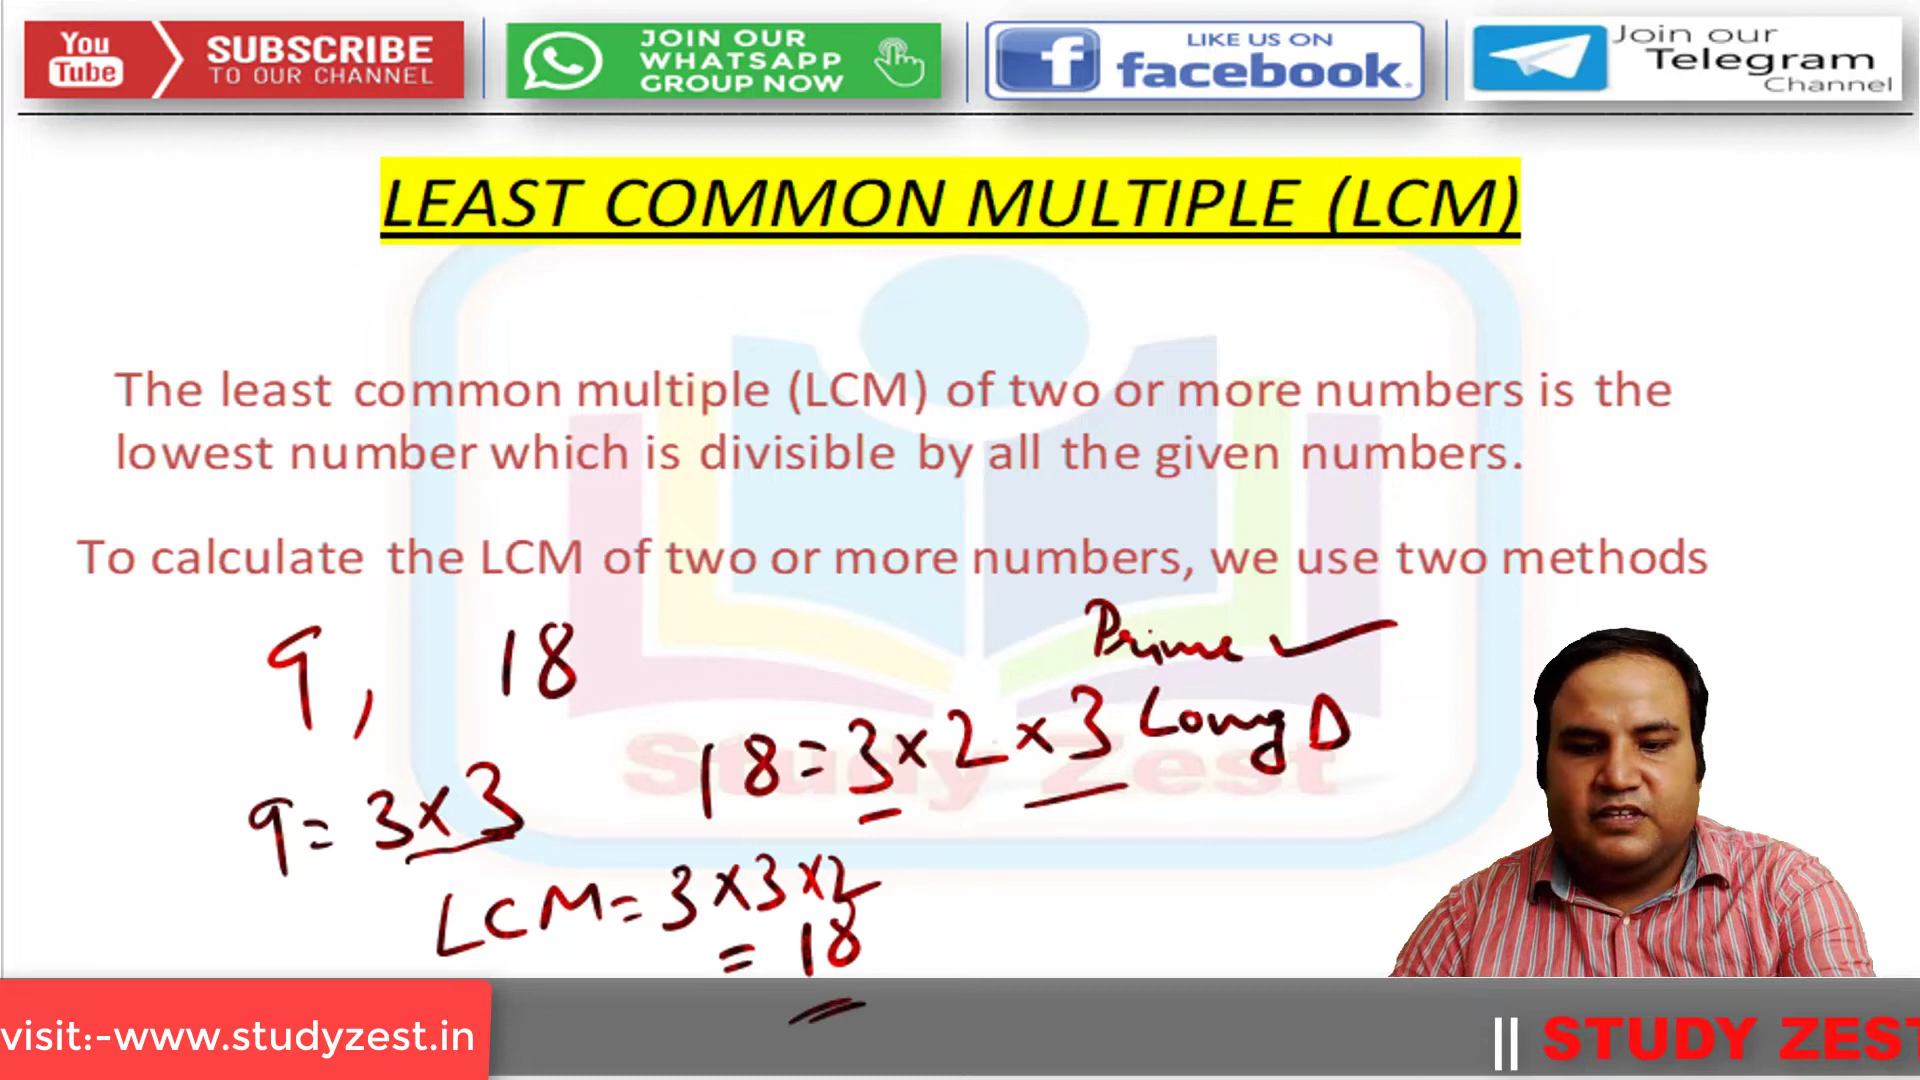 You Tube SUBSCRIBE TO OUR CHANNEL
JOIN OUR WHATSAPP GROUP NOW
LIKE US ON facebook.
Join our Telegram Channel
LEAST COMMON MULTIPLE (LCM)
The least common multiple (LCM) of two or more numbers is the
lowest number which is divisible by all the given numbers.
To calculate the LCM of two or more numbers, we use two methods
9, 18
Prime ✓
Long D
9 = 3×3
18 = 3×2×3
LCM = 3×3×2
= 18
Study Zest
visit:-www.studyzest.in
|| STUDY ZEST